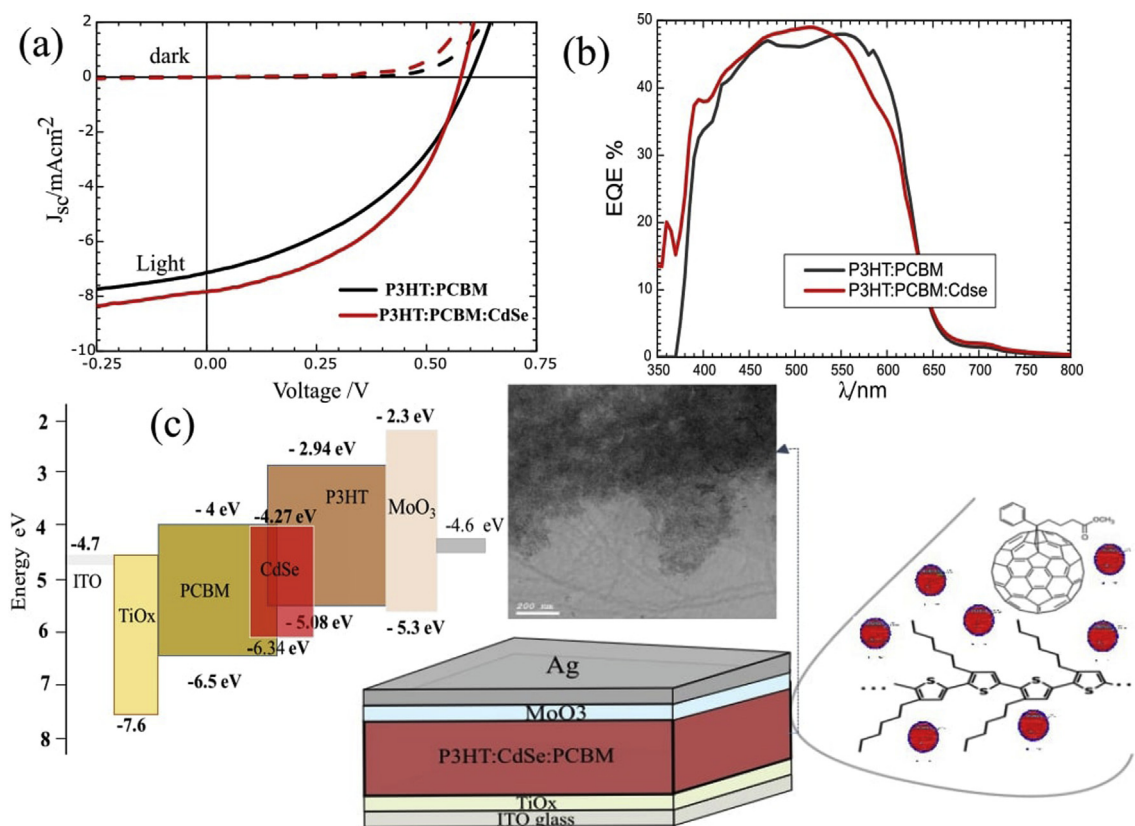 (a)
2
dark
0
-2
-4
-6
-8
-10
Light
Jsc/mAcm-2
P3HT:PCBM
P3HT:PCBM:CdSe
-0.25
0.00
0.25
0.50
0.75
Voltage /V
(b)
50
40
30
20
10
0
EQE %
P3HT:PCBM
P3HT:PCBM:Cdse
350 400 450 500 550 600 650 700 750 800
λ/nm
(c)
Energy eV
2
3
4
5
6
7
8
-4.7
ITO
TiOx
-7.6
- 4 eV
PCBM
-6.5 eV
-4.27 eV
CdSe
-6.34 eV
- 2.94 eV
P3HT
- 5.08 eV
- 2.3 eV
MoO3
- 5.3 eV
-4.6 eV
200 nm
Ag
MoO3
P3HT:CdSe:PCBM
TiOx
ITO glass
OCH3
O
S
S
S
S